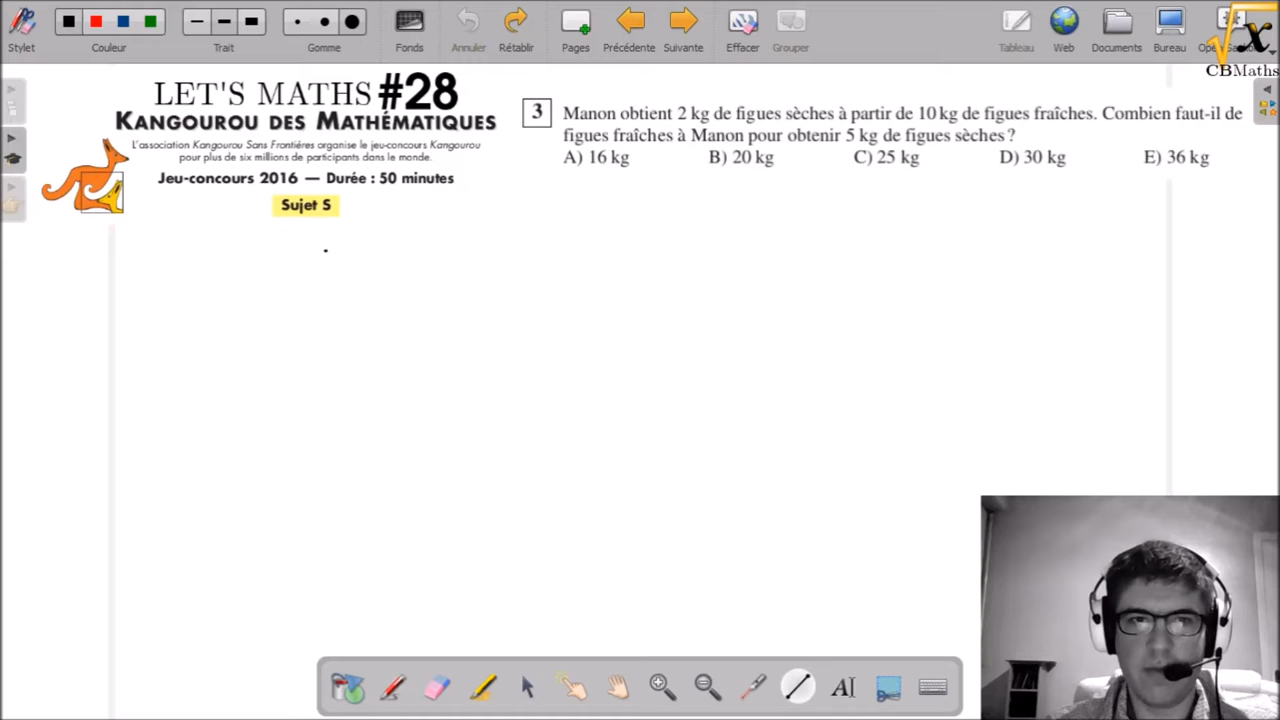 Stylet
Couleur
Trait
Gomme
Fonds
Annuler
Rétablir
Pages
Précédente
Suivante
Effacer
Grouper
Tableau
Web
Documents
Bureau
√x
CBMaths
LET'S MATHS #28
KANGOUROU DES MATHÉMATIQUES
L'association Kangourou Sans Frontières organise le jeu-concours Kangourou
pour plus de six millions de participants dans le monde.
Jeu-concours 2016 — Durée : 50 minutes
Sujet S
3 Manon obtient 2 kg de figues sèches à partir de 10 kg de figues fraîches. Combien faut-il de
figues fraîches à Manon pour obtenir 5 kg de figues sèches ?
A) 16 kg B) 20 kg C) 25 kg D) 30 kg E) 36 kg
AI